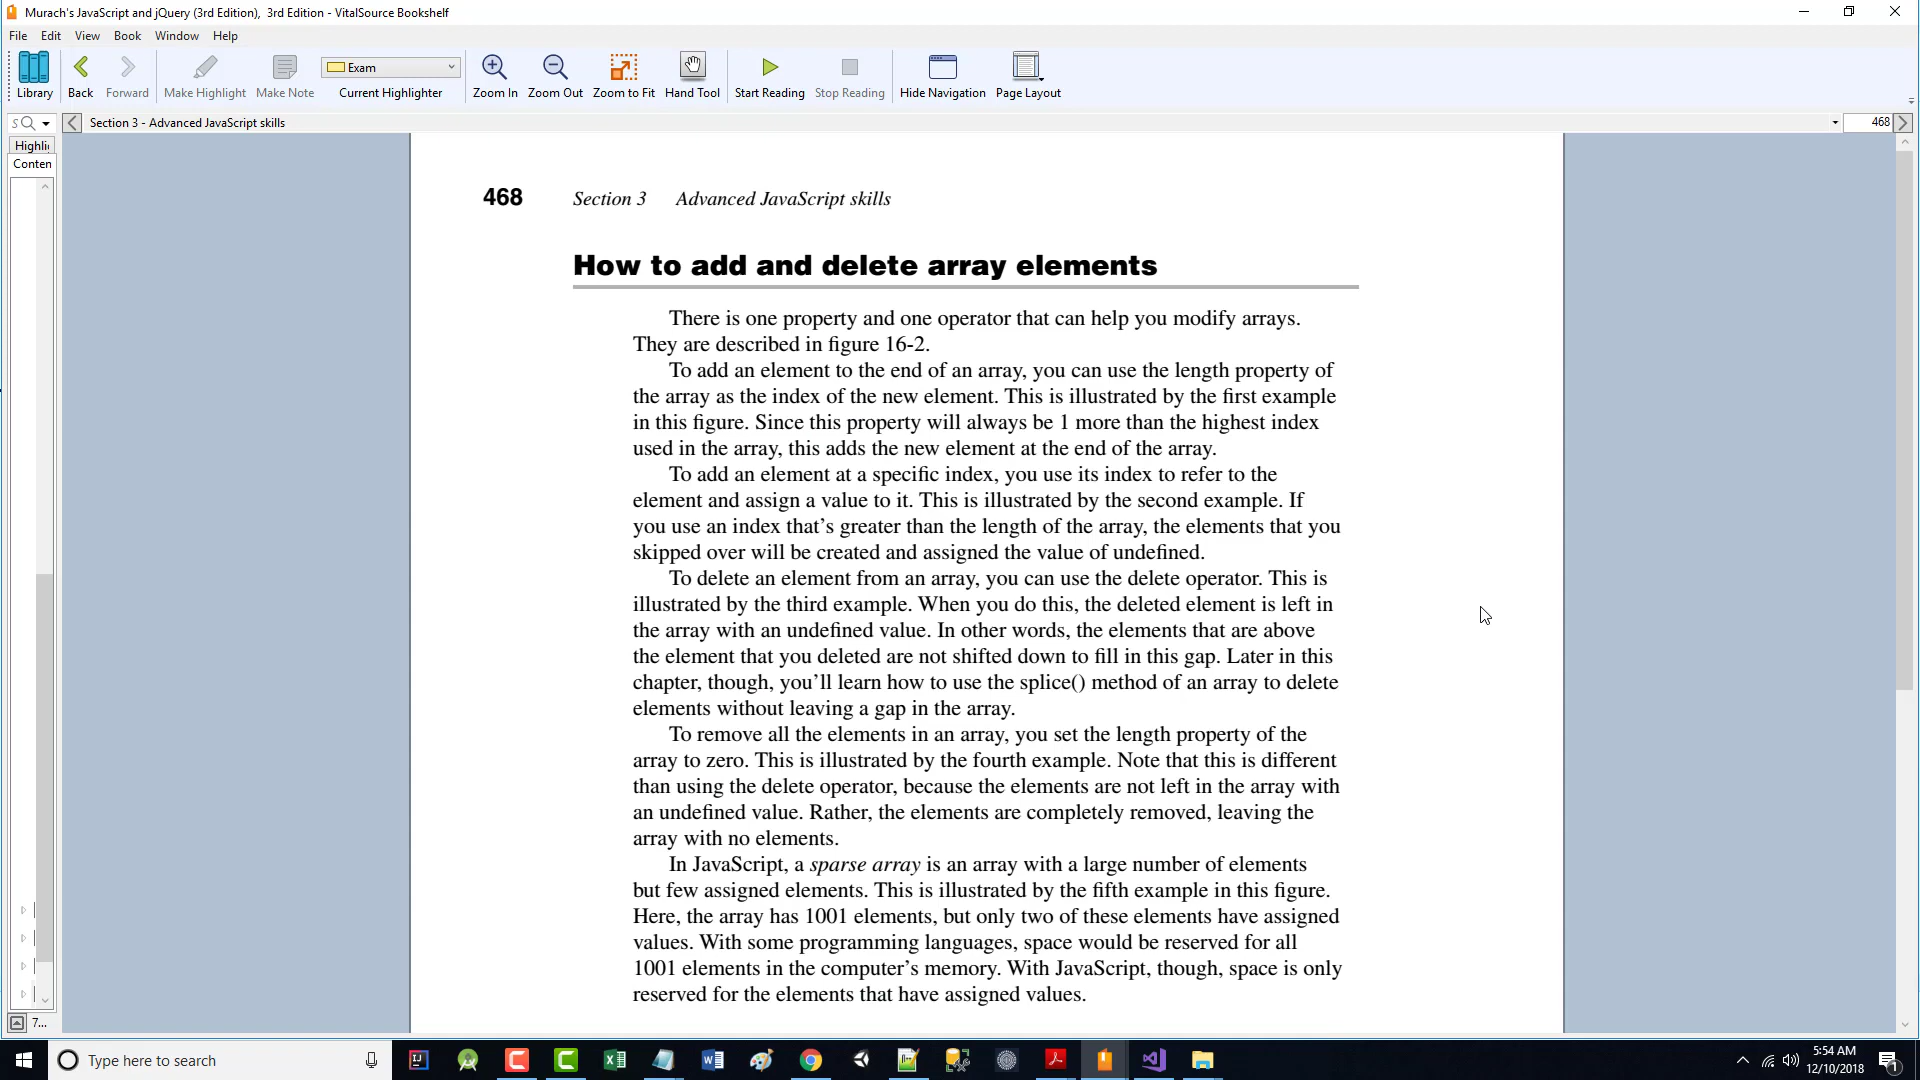 Murach's JavaScript and jQuery (3rd Edition),  3rd Edition - VitalSource Bookshelf
File Edit View Book Window Help
Library Back Forward Make Highlight Make Note Exam Current Highlighter Zoom In Zoom Out Zoom to Fit Hand Tool Start Reading Stop Reading Hide Navigation Page Layout
S Section 3 - Advanced JavaScript skills 468
Highli
Conten
468 Section 3 Advanced JavaScript skills
How to add and delete array elements
There is one property and one operator that can help you modify arrays.
They are described in figure 16-2.
To add an element to the end of an array, you can use the length property of
the array as the index of the new element. This is illustrated by the first example
in this figure. Since this property will always be 1 more than the highest index
used in the array, this adds the new element at the end of the array.
To add an element at a specific index, you use its index to refer to the
element and assign a value to it. This is illustrated by the second example. If
you use an index that's greater than the length of the array, the elements that you
skipped over will be created and assigned the value of undefined.
To delete an element from an array, you can use the delete operator. This is
illustrated by the third example. When you do this, the deleted element is left in
the array with an undefined value. In other words, the elements that are above
the element that you deleted are not shifted down to fill in this gap. Later in this
chapter, though, you'll learn how to use the splice() method of an array to delete
elements without leaving a gap in the array.
To remove all the elements in an array, you set the length property of the
array to zero. This is illustrated by the fourth example. Note that this is different
than using the delete operator, because the elements are not left in the array with
an undefined value. Rather, the elements are completely removed, leaving the
array with no elements.
In JavaScript, a sparse array is an array with a large number of elements
but few assigned elements. This is illustrated by the fifth example in this figure.
Here, the array has 1001 elements, but only two of these elements have assigned
values. With some programming languages, space would be reserved for all
1001 elements in the computer's memory. With JavaScript, though, space is only
reserved for the elements that have assigned values.
7...
Type here to search
5:54 AM
12/10/2018
1